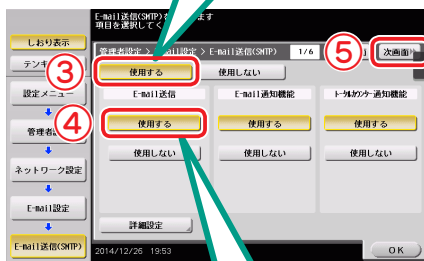 E-mail送信(SMTP)を
項目を選択してく
しおり表示
管理者設定 > E-mail設定 > E-mail送信(SMTP) 1/6
⑤
次画面
テンキ
③
使用する
使用しない
設定メニュー
E-mail送信
E-mail通知機能
トータルカウンター通知機能
④
使用する
使用する
使用する
管理者
使用しない
使用しない
使用しない
ネットワーク設定
E-mail設定
詳細設定
E-mail送信(SMTP)
2014/12/26 19:53
OK